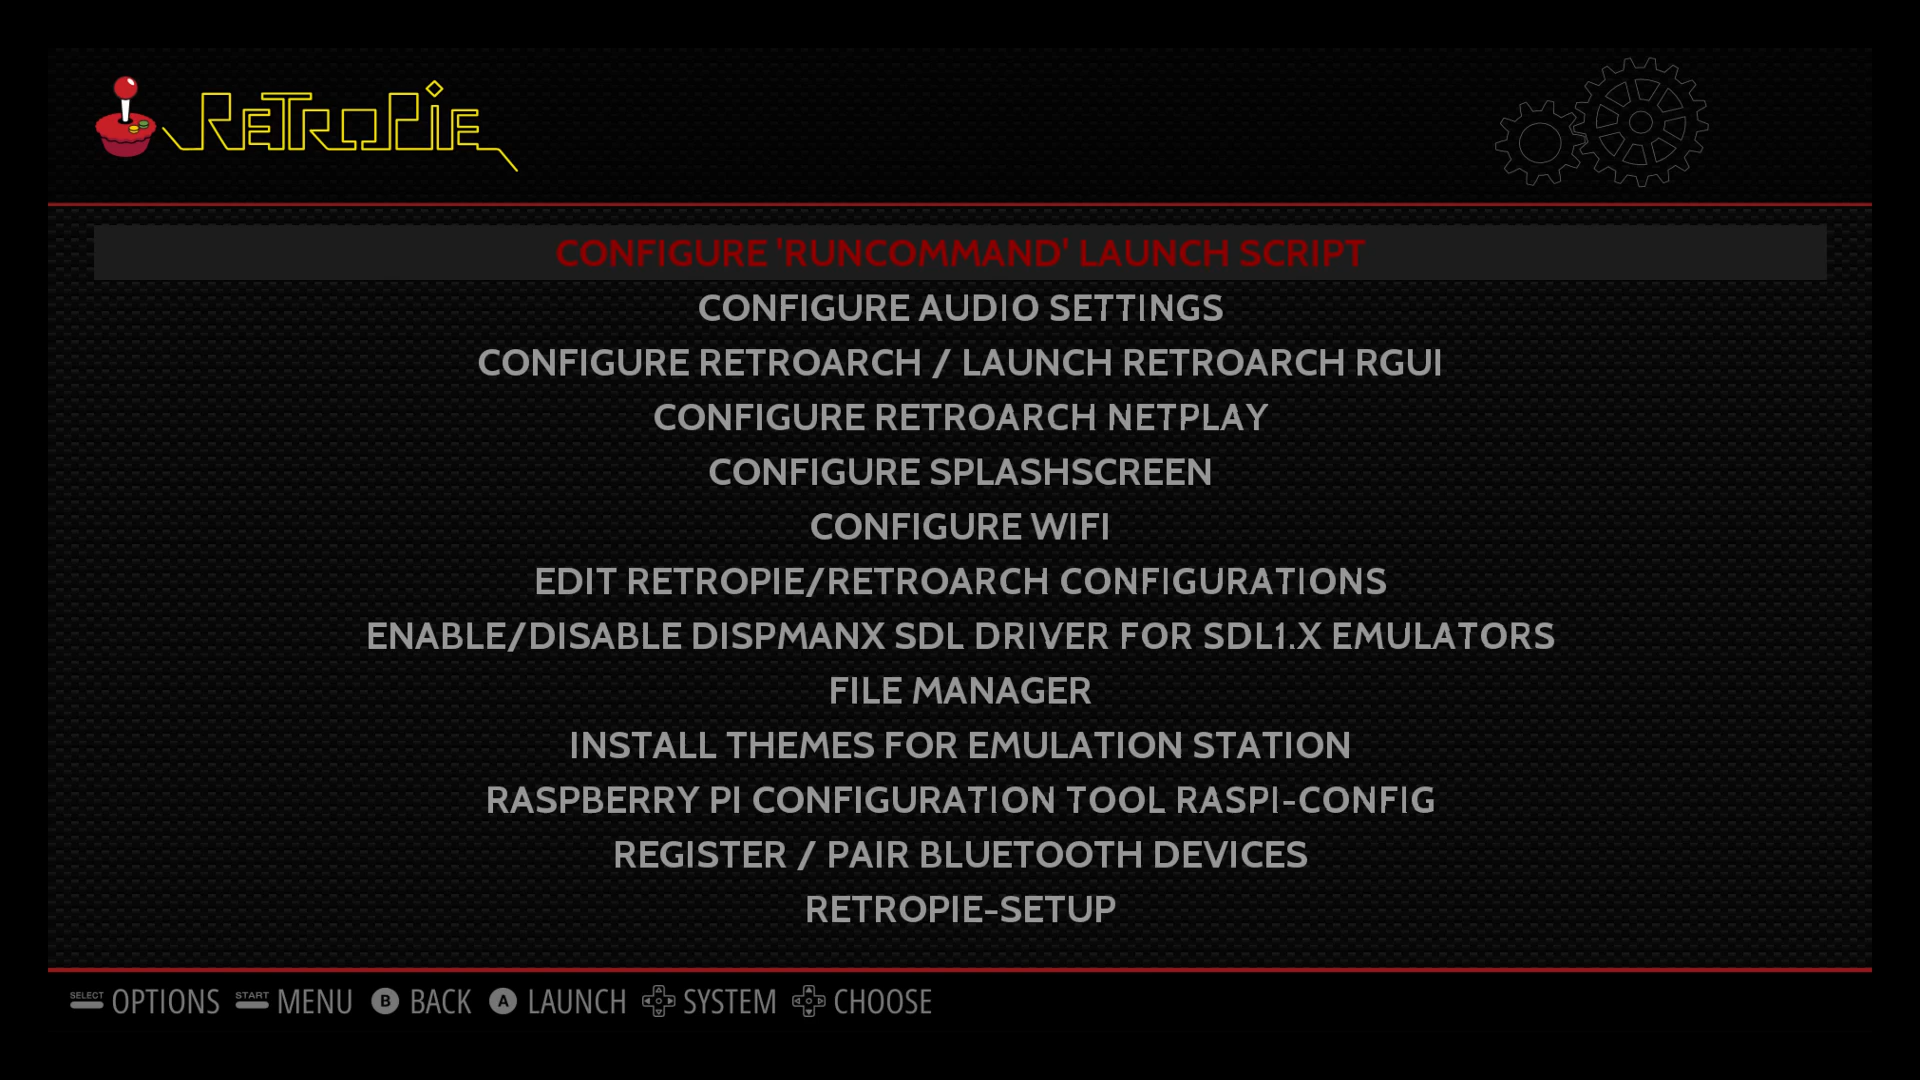 RETROPIE
CONFIGURE 'RUNCOMMAND' LAUNCH SCRIPT
CONFIGURE AUDIO SETTINGS
CONFIGURE RETROARCH / LAUNCH RETROARCH RGUI
CONFIGURE RETROARCH NETPLAY
CONFIGURE SPLASHSCREEN
CONFIGURE WIFI
EDIT RETROPIE/RETROARCH CONFIGURATIONS
ENABLE/DISABLE DISPMANX SDL DRIVER FOR SDL1.X EMULATORS
FILE MANAGER
INSTALL THEMES FOR EMULATION STATION
RASPBERRY PI CONFIGURATION TOOL RASPI-CONFIG
REGISTER / PAIR BLUETOOTH DEVICES
RETROPIE-SETUP
SELECT OPTIONS START MENU B BACK A LAUNCH SYSTEM CHOOSE